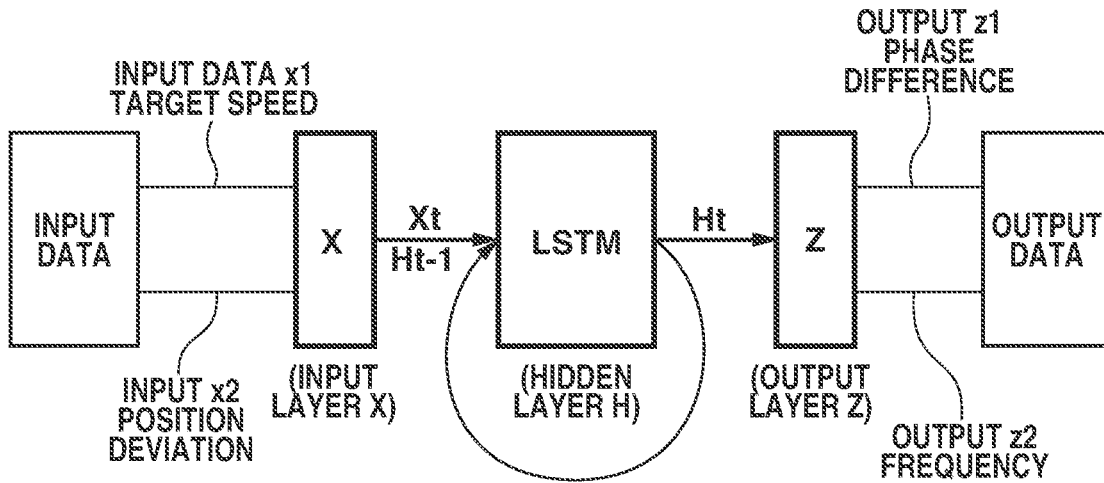 INPUT DATA x1
TARGET SPEED
OUTPUT z1
PHASE
DIFFERENCE
INPUT
DATA
X
Xt
Ht-1
LSTM
Ht
Z
OUTPUT
DATA
INPUT x2
POSITION
DEVIATION
(INPUT
LAYER X)
(HIDDEN
LAYER H)
(OUTPUT
LAYER Z)
OUTPUT z2
FREQUENCY